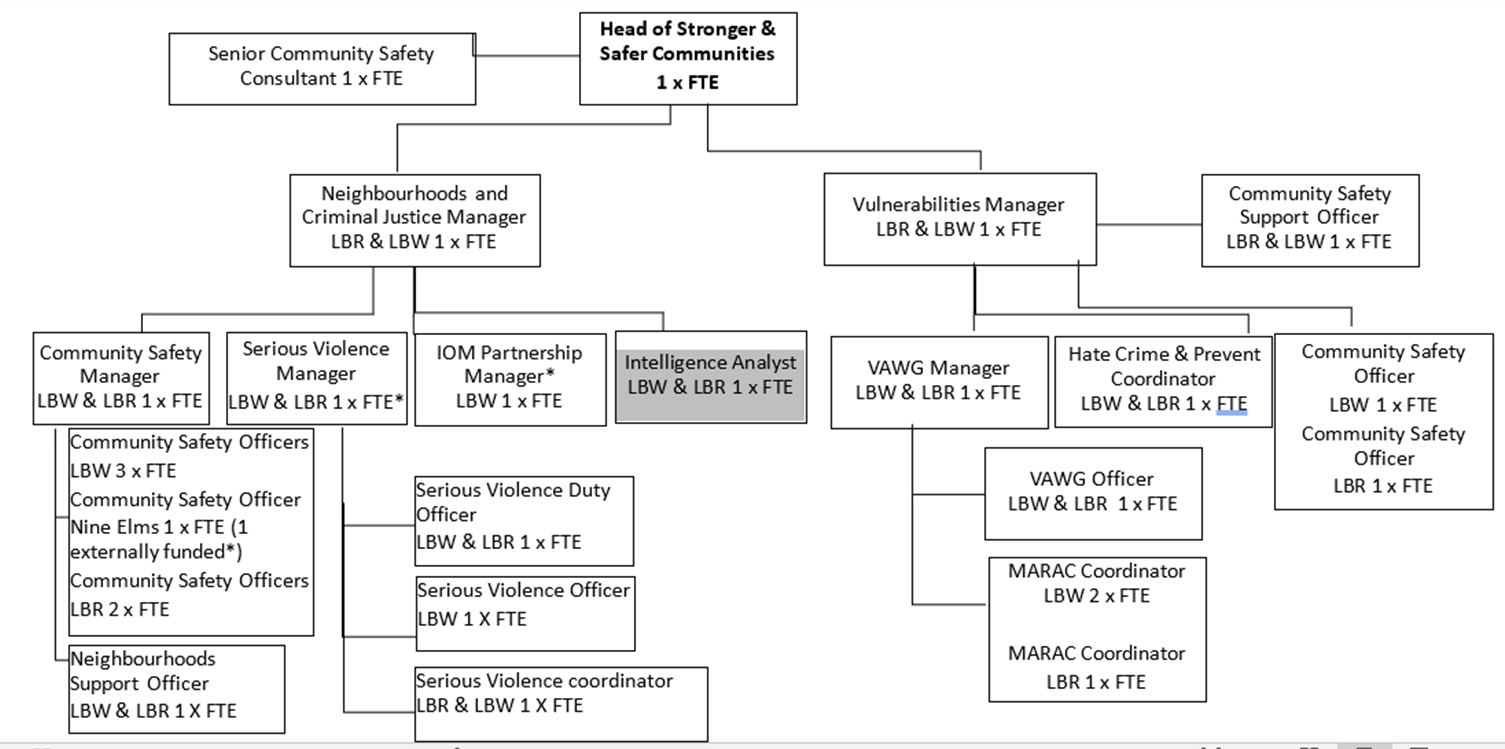 Head of Stronger &
Safer Communities
1 x FTE
Senior Community Safety
Consultant 1 x FTE
Neighbourhoods and
Criminal Justice Manager
LBR & LBW 1 x FTE
Vulnerabilities Manager
LBR & LBW 1 x FTE
Community Safety
Support Officer
LBR & LBW 1 x FTE
Community Safety
Manager
LBW & LBR 1 x FTE
Serious Violence
Manager
LBW & LBR 1 x FTE*
IOM Partnership
Manager*
LBW 1 x FTE
Intelligence Analyst
LBW & LBR 1 x FTE
VAWG Manager
LBW & LBR 1 x FTE
Hate Crime & Prevent
Coordinator
LBW & LBR 1 x FTE
Community Safety
Officer
LBW 1 x FTE
Community Safety
Officer
LBR 1 x FTE
Community Safety Officers
LBW 3 x FTE
Community Safety Officer
Nine Elms 1 x FTE (1
externally funded*)
Community Safety Officers
LBR 2 x FTE
Neighbourhoods
Support Officer
LBW & LBR 1 X FTE
Serious Violence Duty
Officer
LBW & LBR 1 x FTE
Serious Violence Officer
LBW 1 X FTE
Serious Violence coordinator
LBR & LBW 1 X FTE
VAWG Officer
LBW & LBR 1 x FTE
MARAC Coordinator
LBW 2 x FTE
MARAC Coordinator
LBR 1 x FTE